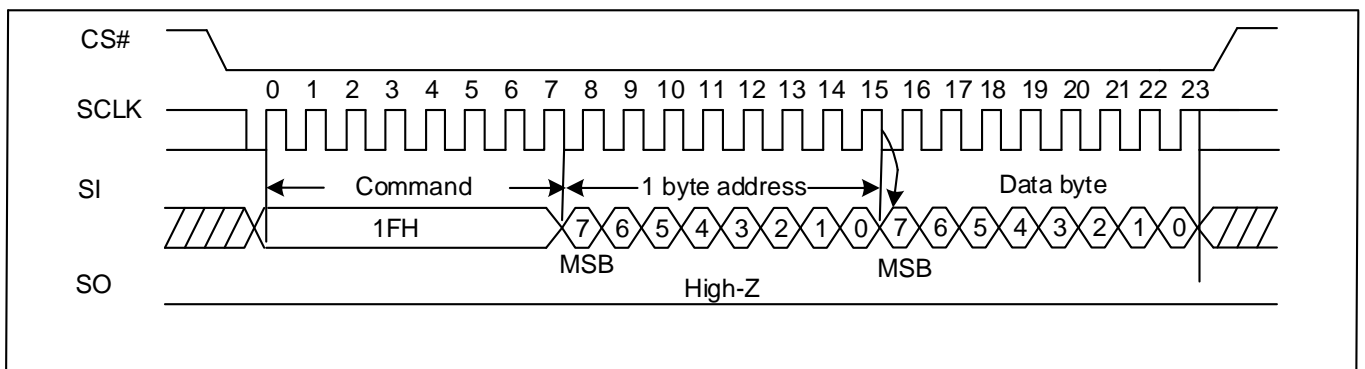 CS#
0 1 2 3 4 5 6 7 8 9 10 11 12 13 14 15 16 17 18 19 20 21 22 23
SCLK
SI
Command 1 byte address Data byte
1FH 7 6 5 4 3 2 1 0 7 6 5 4 3 2 1 0
MSB MSB
SO
High-Z